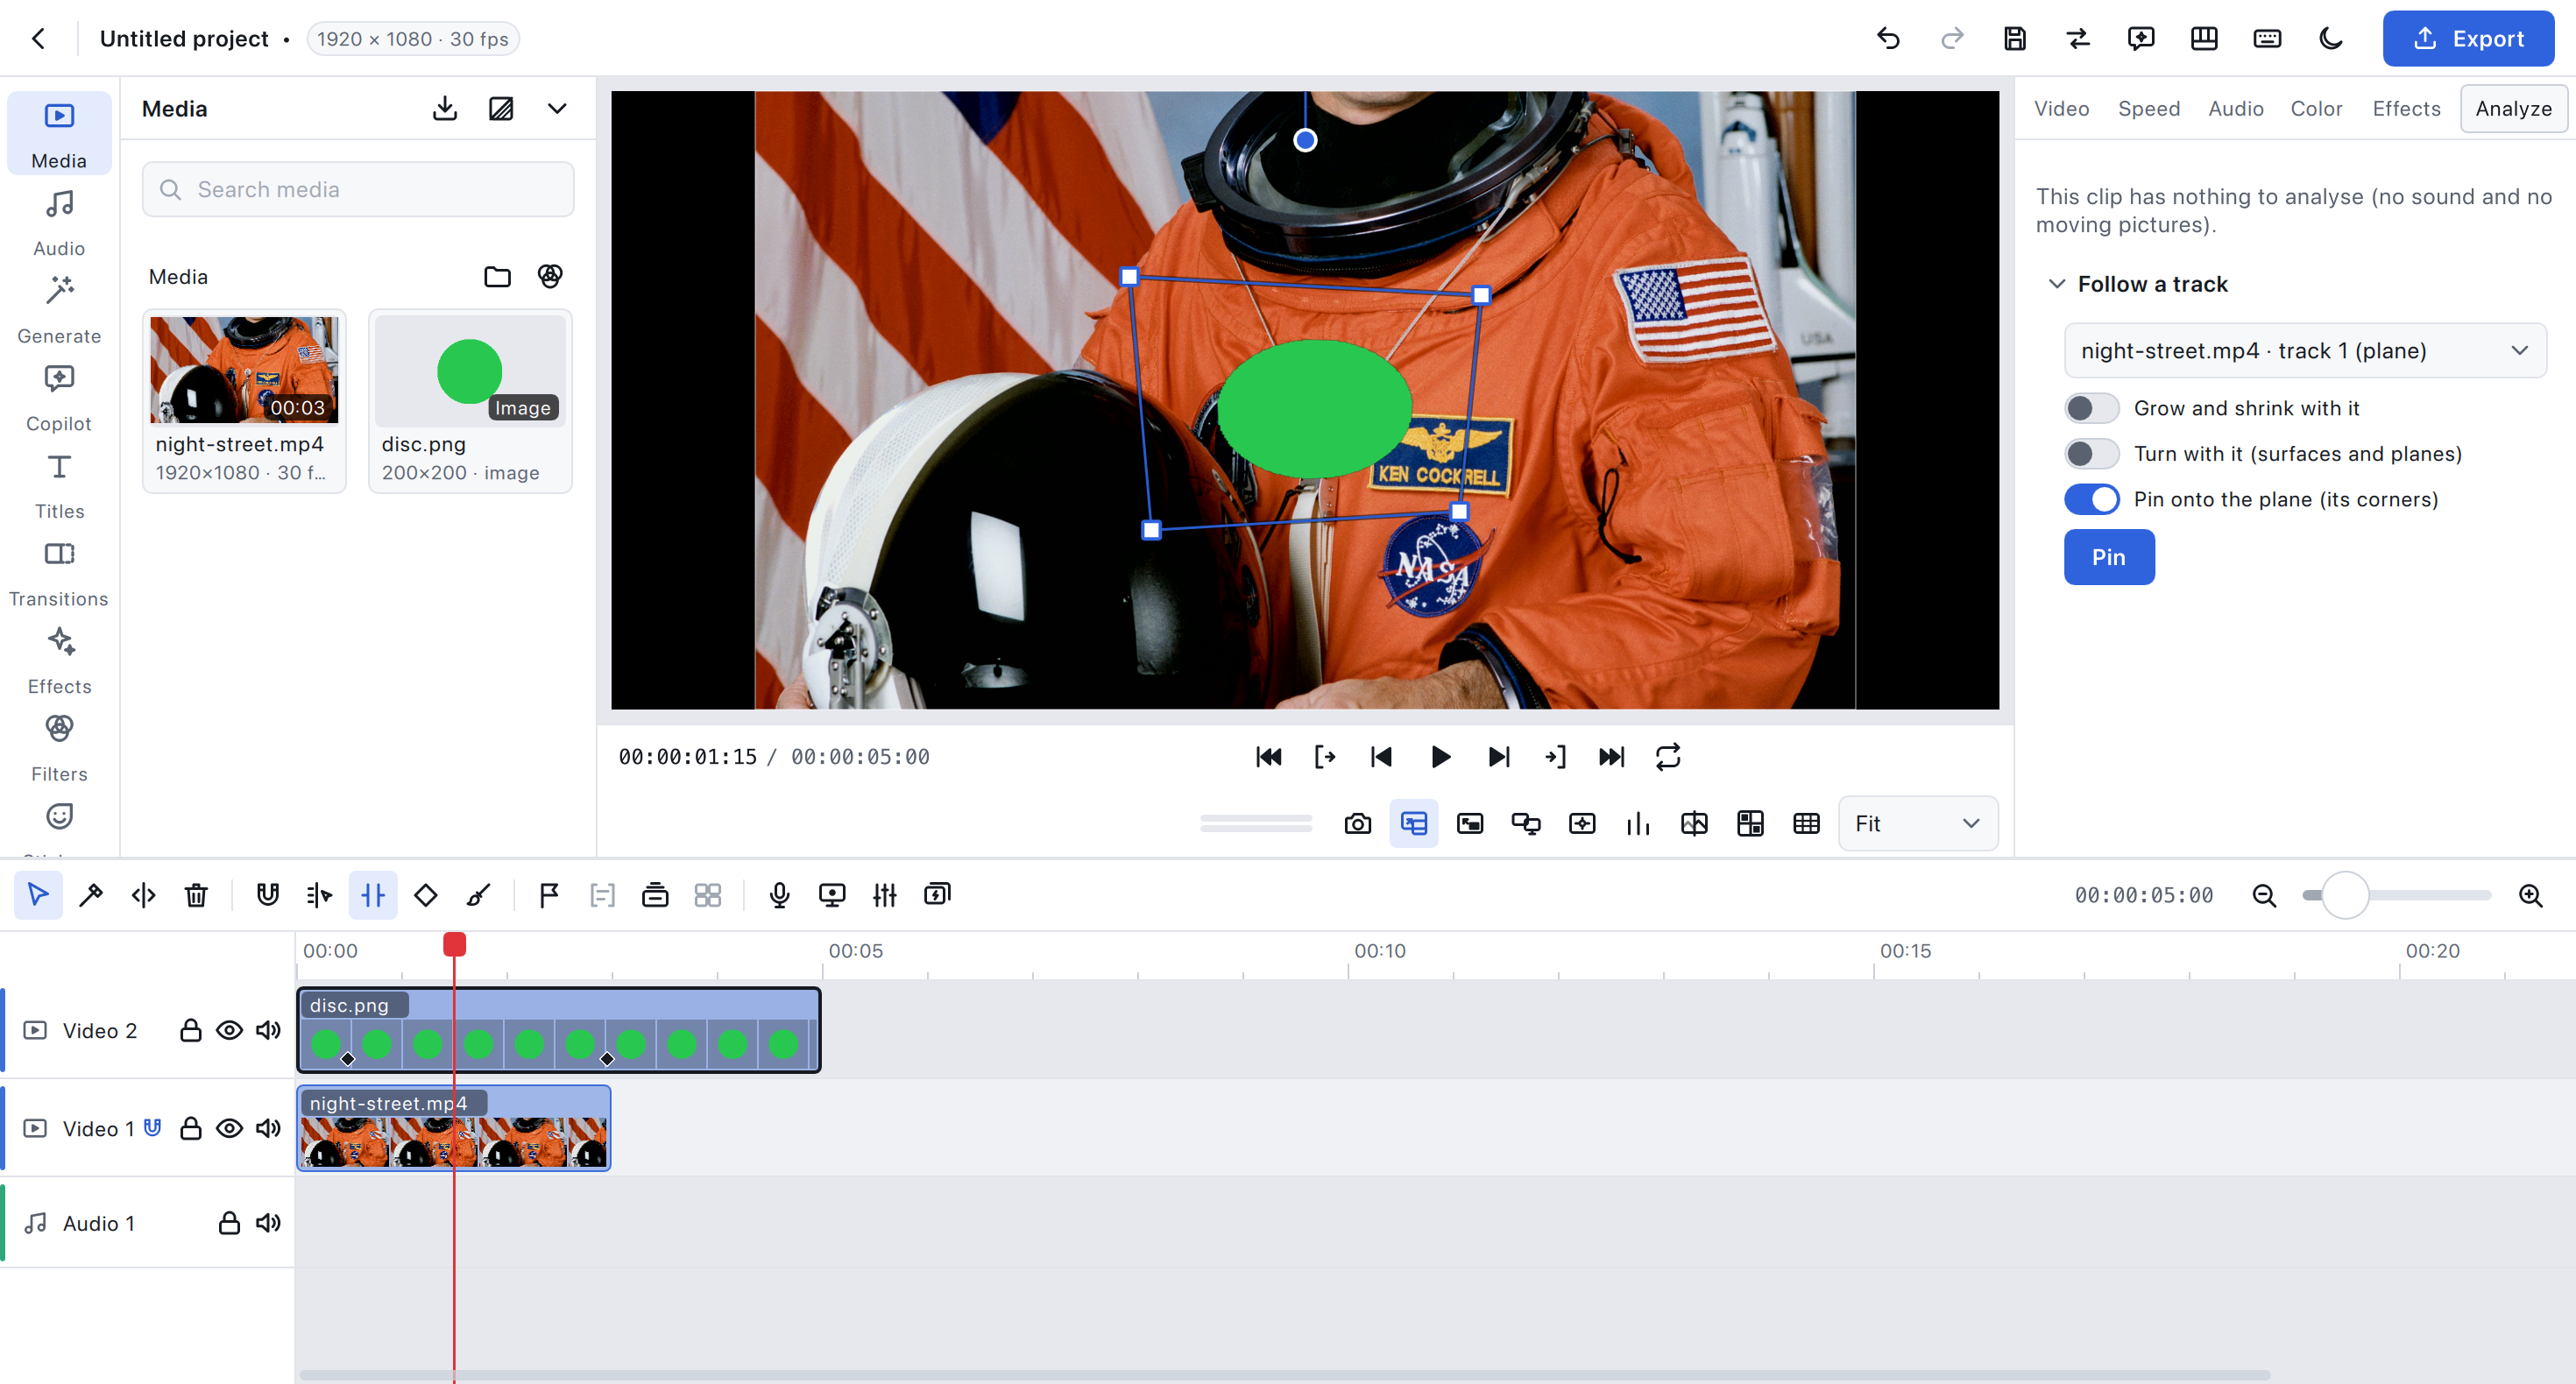 Untitled project • 1920 × 1080 · 30 fps
Export
Media
Audio
Generate
Copilot
Titles
Transitions
Effects
Filters
Media
Search media
Media
00:03
night-street.mp4
1920×1080 · 30 f…
Image
disc.png
200×200 · image
USA
KEN COCKRELL
NASA
00:00:01:15 / 00:00:05:00
Fit
Video Speed Audio Color Effects Analyze
This clip has nothing to analyse (no sound and no
moving pictures).
Follow a track
night-street.mp4 · track 1 (plane)
Grow and shrink with it
Turn with it (surfaces and planes)
Pin onto the plane (its corners)
Pin
00:00:05:00
00:00 00:05 00:10 00:15 00:20
Video 2
disc.png
Video 1
night-street.mp4
Audio 1